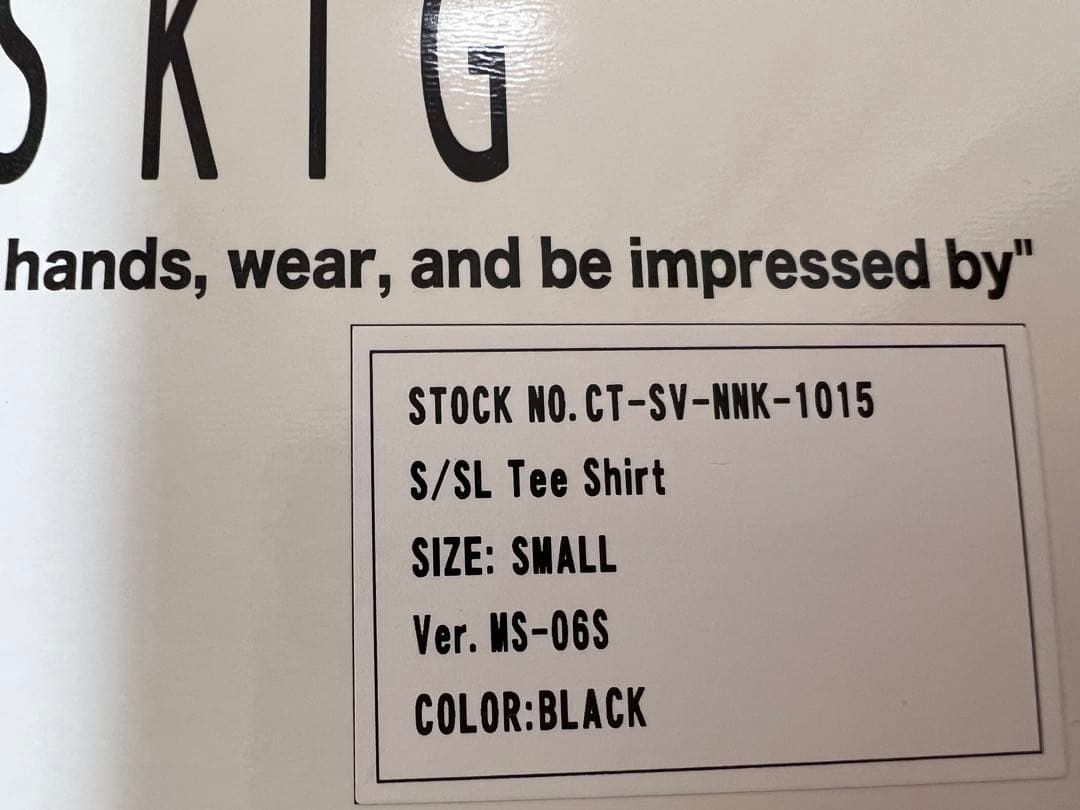 SKIG
hands, wear, and be impressed by"
STOCK NO. CT-SV-NNK-1015
S/SL Tee Shirt
SIZE: SMALL
Ver. MS-06S
COLOR:BLACK